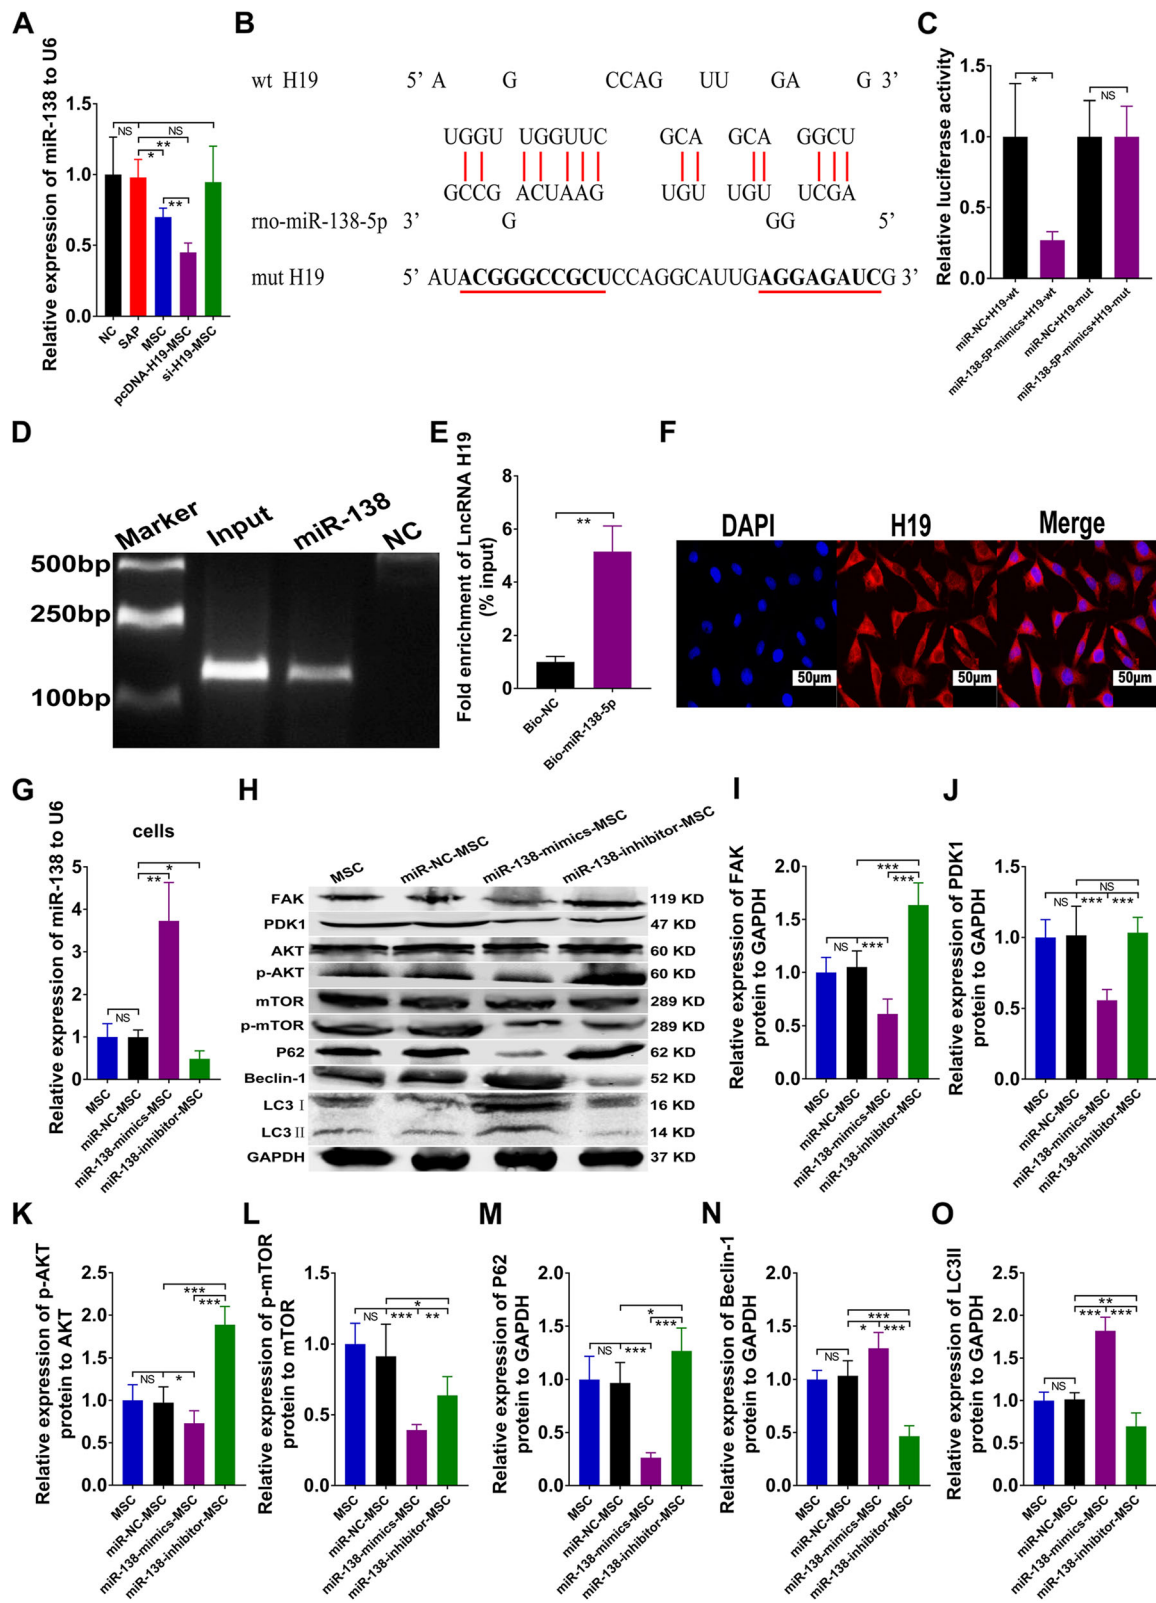 A
Relative expression of miR-138 to U6
1.5
1.0
0.5
0.0
NS
NS
*
**
**
NC
SAP
MSC
pcDNA-H19-MSC
si-H19-MSC
B
wt H19 5’ A G CCAG UU GA G 3’
UGGU UGGUUC GCA GCA GGCU
GCCG ACUAAG UGU UGU UCGA
rno-miR-138-5p 3’ G GG 5’
mut H19 5’ AUACGGGCCGCUCCAGGCAUUGAGGAGAUCG 3’
C
Relative luciferase activity
1.5
1.0
0.5
0.0
*
NS
miR-NC+H19-wt
miR-138-5P-mimics+H19-wt
miR-NC+H19-mut
miR-138-5P-mimics+H19-mut
D
Marker Input miR-138 NC
500bp
250bp
100bp
E
Fold enrichment of LncRNA H19
(% input)
8
6
4
2
0
**
Bio-NC
Bio-miR-138-5p
F
DAPI H19 Merge
50μm 50μm 50μm
G
cells
Relative expression of miR-138 to U6
5
4
3
2
1
0
NS
**
*
MSC
miR-NC-MSC
miR-138-mimics-MSC
miR-138-inhibitor-MSC
H
MSC miR-NC-MSC miR-138-mimics-MSC miR-138-inhibitor-MSC
FAK 119 KD
PDK1 47 KD
AKT 60 KD
p-AKT 60 KD
mTOR 289 KD
p-mTOR 289 KD
P62 62 KD
Beclin-1 52 KD
LC3 Ⅰ 16 KD
LC3 Ⅱ 14 KD
GAPDH 37 KD
I
Relative expression of FAK
protein to GAPDH
2.0
1.5
1.0
0.5
0.0
NS
***
***
***
MSC
miR-NC-MSC
miR-138-mimics-MSC
miR-138-inhibitor-MSC
J
Relative expression of PDK1
protein to GAPDH
1.5
1.0
0.5
0.0
NS
NS
***
***
MSC
miR-NC-MSC
miR-138-mimics-MSC
miR-138-inhibitor-MSC
K
Relative expression of p-AKT
protein to AKT
2.5
2.0
1.5
1.0
0.5
0.0
NS
*
***
***
MSC
miR-NC-MSC
miR-138-mimics-MSC
miR-138-inhibitor-MSC
L
Relative expression of p-mTOR
protein to mTOR
1.5
1.0
0.5
0.0
NS
***
**
*
MSC
miR-NC-MSC
miR-138-mimics-MSC
miR-138-inhibitor-MSC
M
Relative expression of P62
protein to GAPDH
2.0
1.5
1.0
0.5
0.0
NS
***
***
*
MSC
miR-NC-MSC
miR-138-mimics-MSC
miR-138-inhibitor-MSC
N
Relative expression of Beclin-1
protein to GAPDH
2.0
1.5
1.0
0.5
0.0
NS
*
***
***
MSC
miR-NC-MSC
miR-138-mimics-MSC
miR-138-inhibitor-MSC
O
Relative expression of LC3II
protein to GAPDH
2.5
2.0
1.5
1.0
0.5
0.0
NS
***
***
**
MSC
miR-NC-MSC
miR-138-mimics-MSC
miR-138-inhibitor-MSC